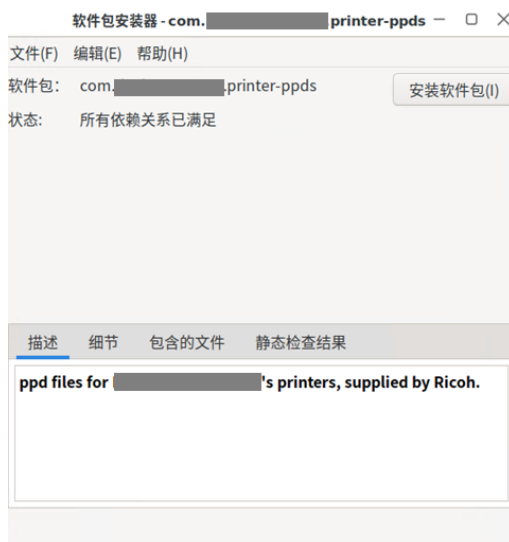 软件包安装器 - com. printer-ppds
文件(F) 编辑(E) 帮助(H)
软件包: com. .printer-ppds 安装软件包(I)
状态: 所有依赖关系已满足
描述 细节 包含的文件 静态检查结果
ppd files for 's printers, supplied by Ricoh.